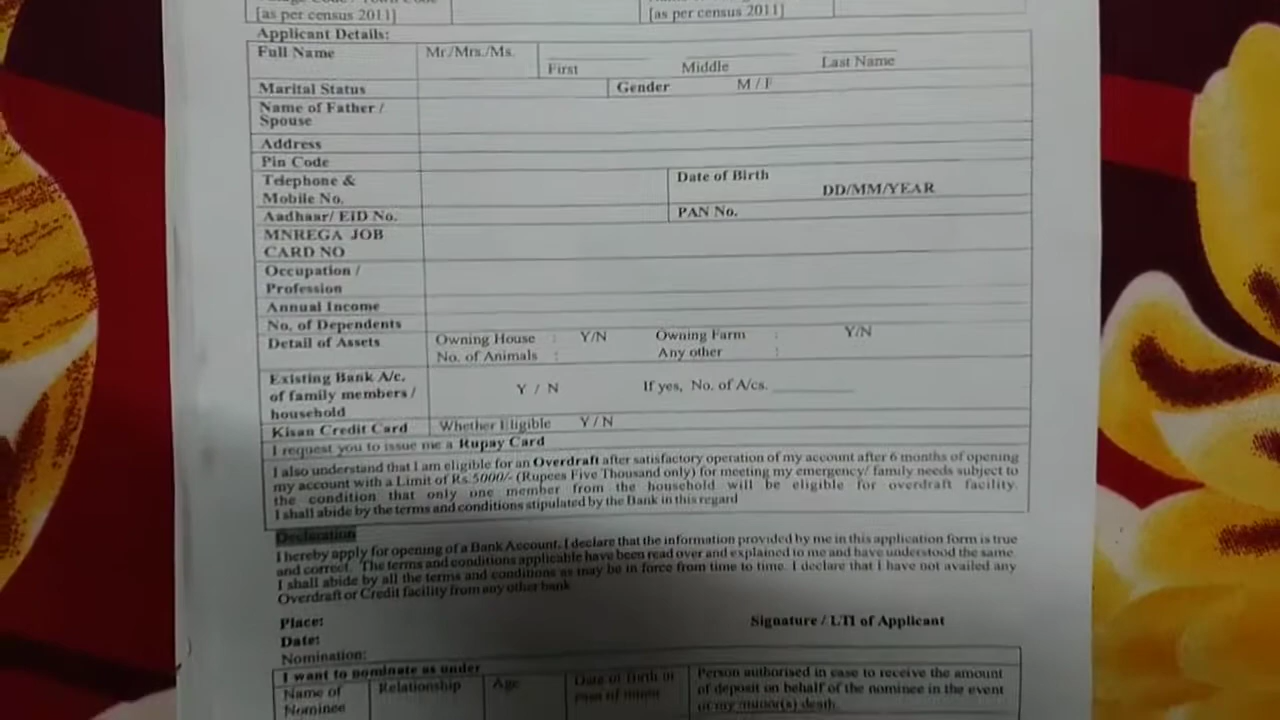 [as per census 2011] [as per census 2011]
Applicant Details:
Full Name Mr./Mrs./Ms. First Middle Last Name
Marital Status Gender M / F
Name of Father /
Spouse
Address
Pin Code
Telephone & Date of Birth
Mobile No. DD/MM/YEAR
Aadhaar/ EID No. PAN No.
MNREGA JOB
CARD NO
Occupation /
Profession
Annual Income
No. of Dependents
Detail of Assets Owning House : Y/N Owning Farm : Y/N
No. of Animals : Any other :
Existing Bank A/c.
of family members / Y / N If yes, No. of A/cs. ________
household
Kisan Credit Card Whether Eligible Y / N
I request you to issue me a Rupay Card
I also understand that I am eligible for an Overdraft after satisfactory operation of my account after 6 months of opening
my account with a Limit of Rs.5000/- (Rupees Five Thousand only) for meeting my emergency/ family needs subject to
the condition that only one member from the household will be eligible for overdraft facility.
I shall abide by the terms and conditions stipulated by the Bank in this regard
Declaration
I hereby apply for opening of a Bank Account. I declare that the information provided by me in this application form is true
and correct. The terms and conditions applicable have been read over and explained to me and have understood the same.
I shall abide by all the terms and conditions as may be in force from time to time. I declare that I have not availed any
Overdraft or Credit facility from any other bank
Place: Signature / LTI of Applicant
Date:
Nomination:
I want to nominate as under
Name of Relationship Age Date of Birth in Person authorised in case to receive the amount
Nominee case of minor of deposit on behalf of the nominee in the event
of my/minor(s) death.